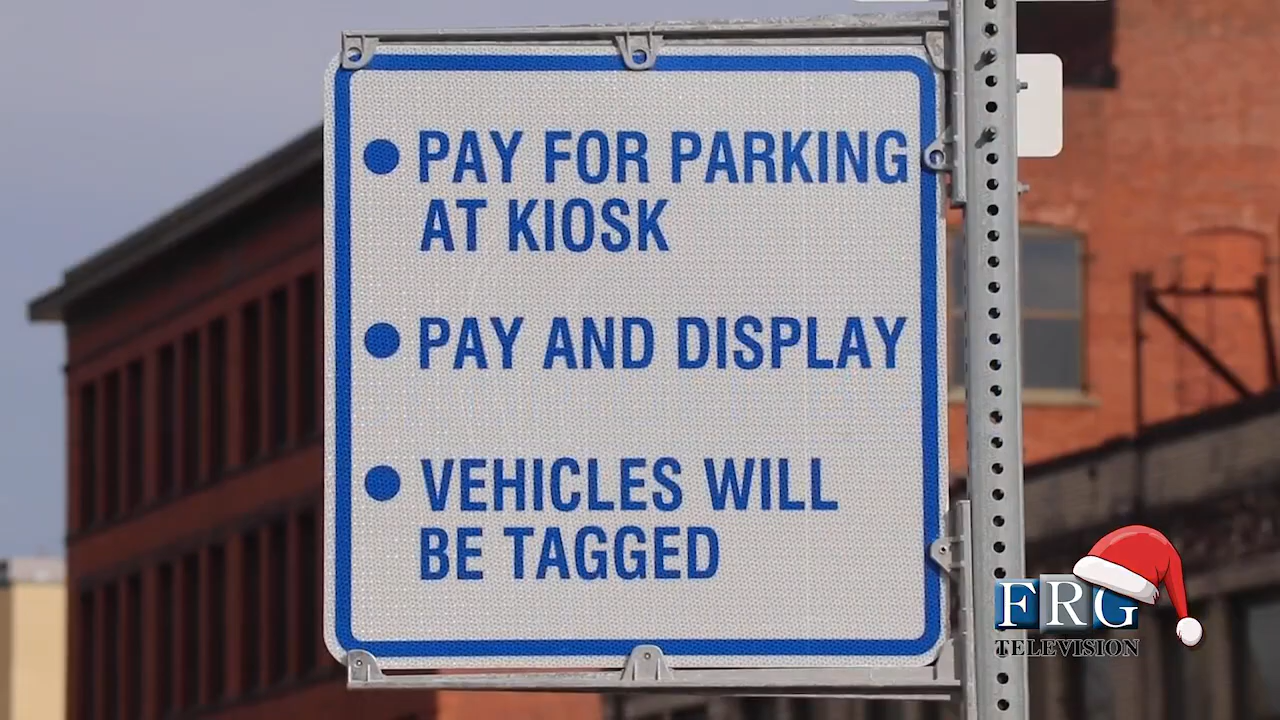 • PAY FOR PARKING
AT KIOSK
• PAY AND DISPLAY
• VEHICLES WILL
BE TAGGED
FRG
TELEVISION